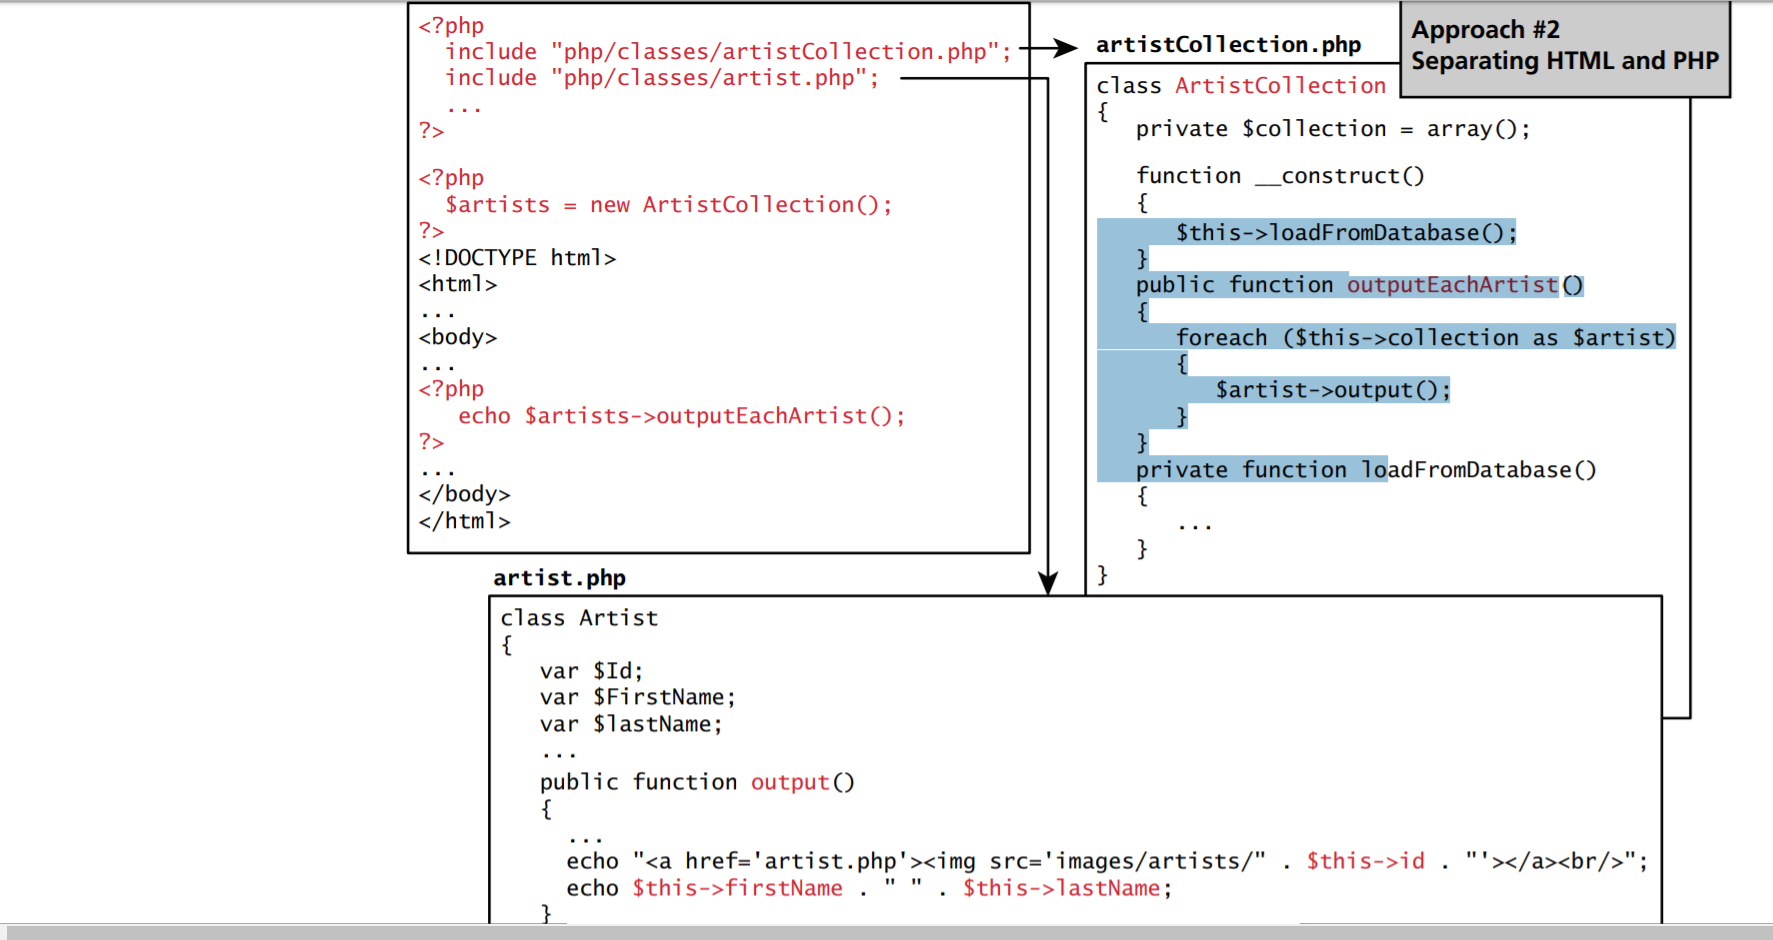 <?php
  include "php/classes/artistCollection.php";
  include "php/classes/artist.php";
  ...
?>
<?php
  $artists = new ArtistCollection();
?>
<!DOCTYPE html>
<html>
...
<body>
...
<?php
   echo $artists->outputEachArtist();
?>
...
</body>
</html>
Approach #2
Separating HTML and PHP
artistCollection.php
class ArtistCollection
{
   private $collection = array();
   function __construct()
   {
      $this->loadFromDatabase();
   }
   public function outputEachArtist()
   {
      foreach ($this->collection as $artist)
      {
         $artist->output();
      }
   }
   private function loadFromDatabase()
   {
      ...
   }
}
artist.php
class Artist
{
   var $Id;
   var $FirstName;
   var $lastName;
   ...
   public function output()
   {
     ...
     echo "<a href='artist.php'><img src='images/artists/" . $this->id . "'></a><br/>";
     echo $this->firstName . " " . $this->lastName;
   }